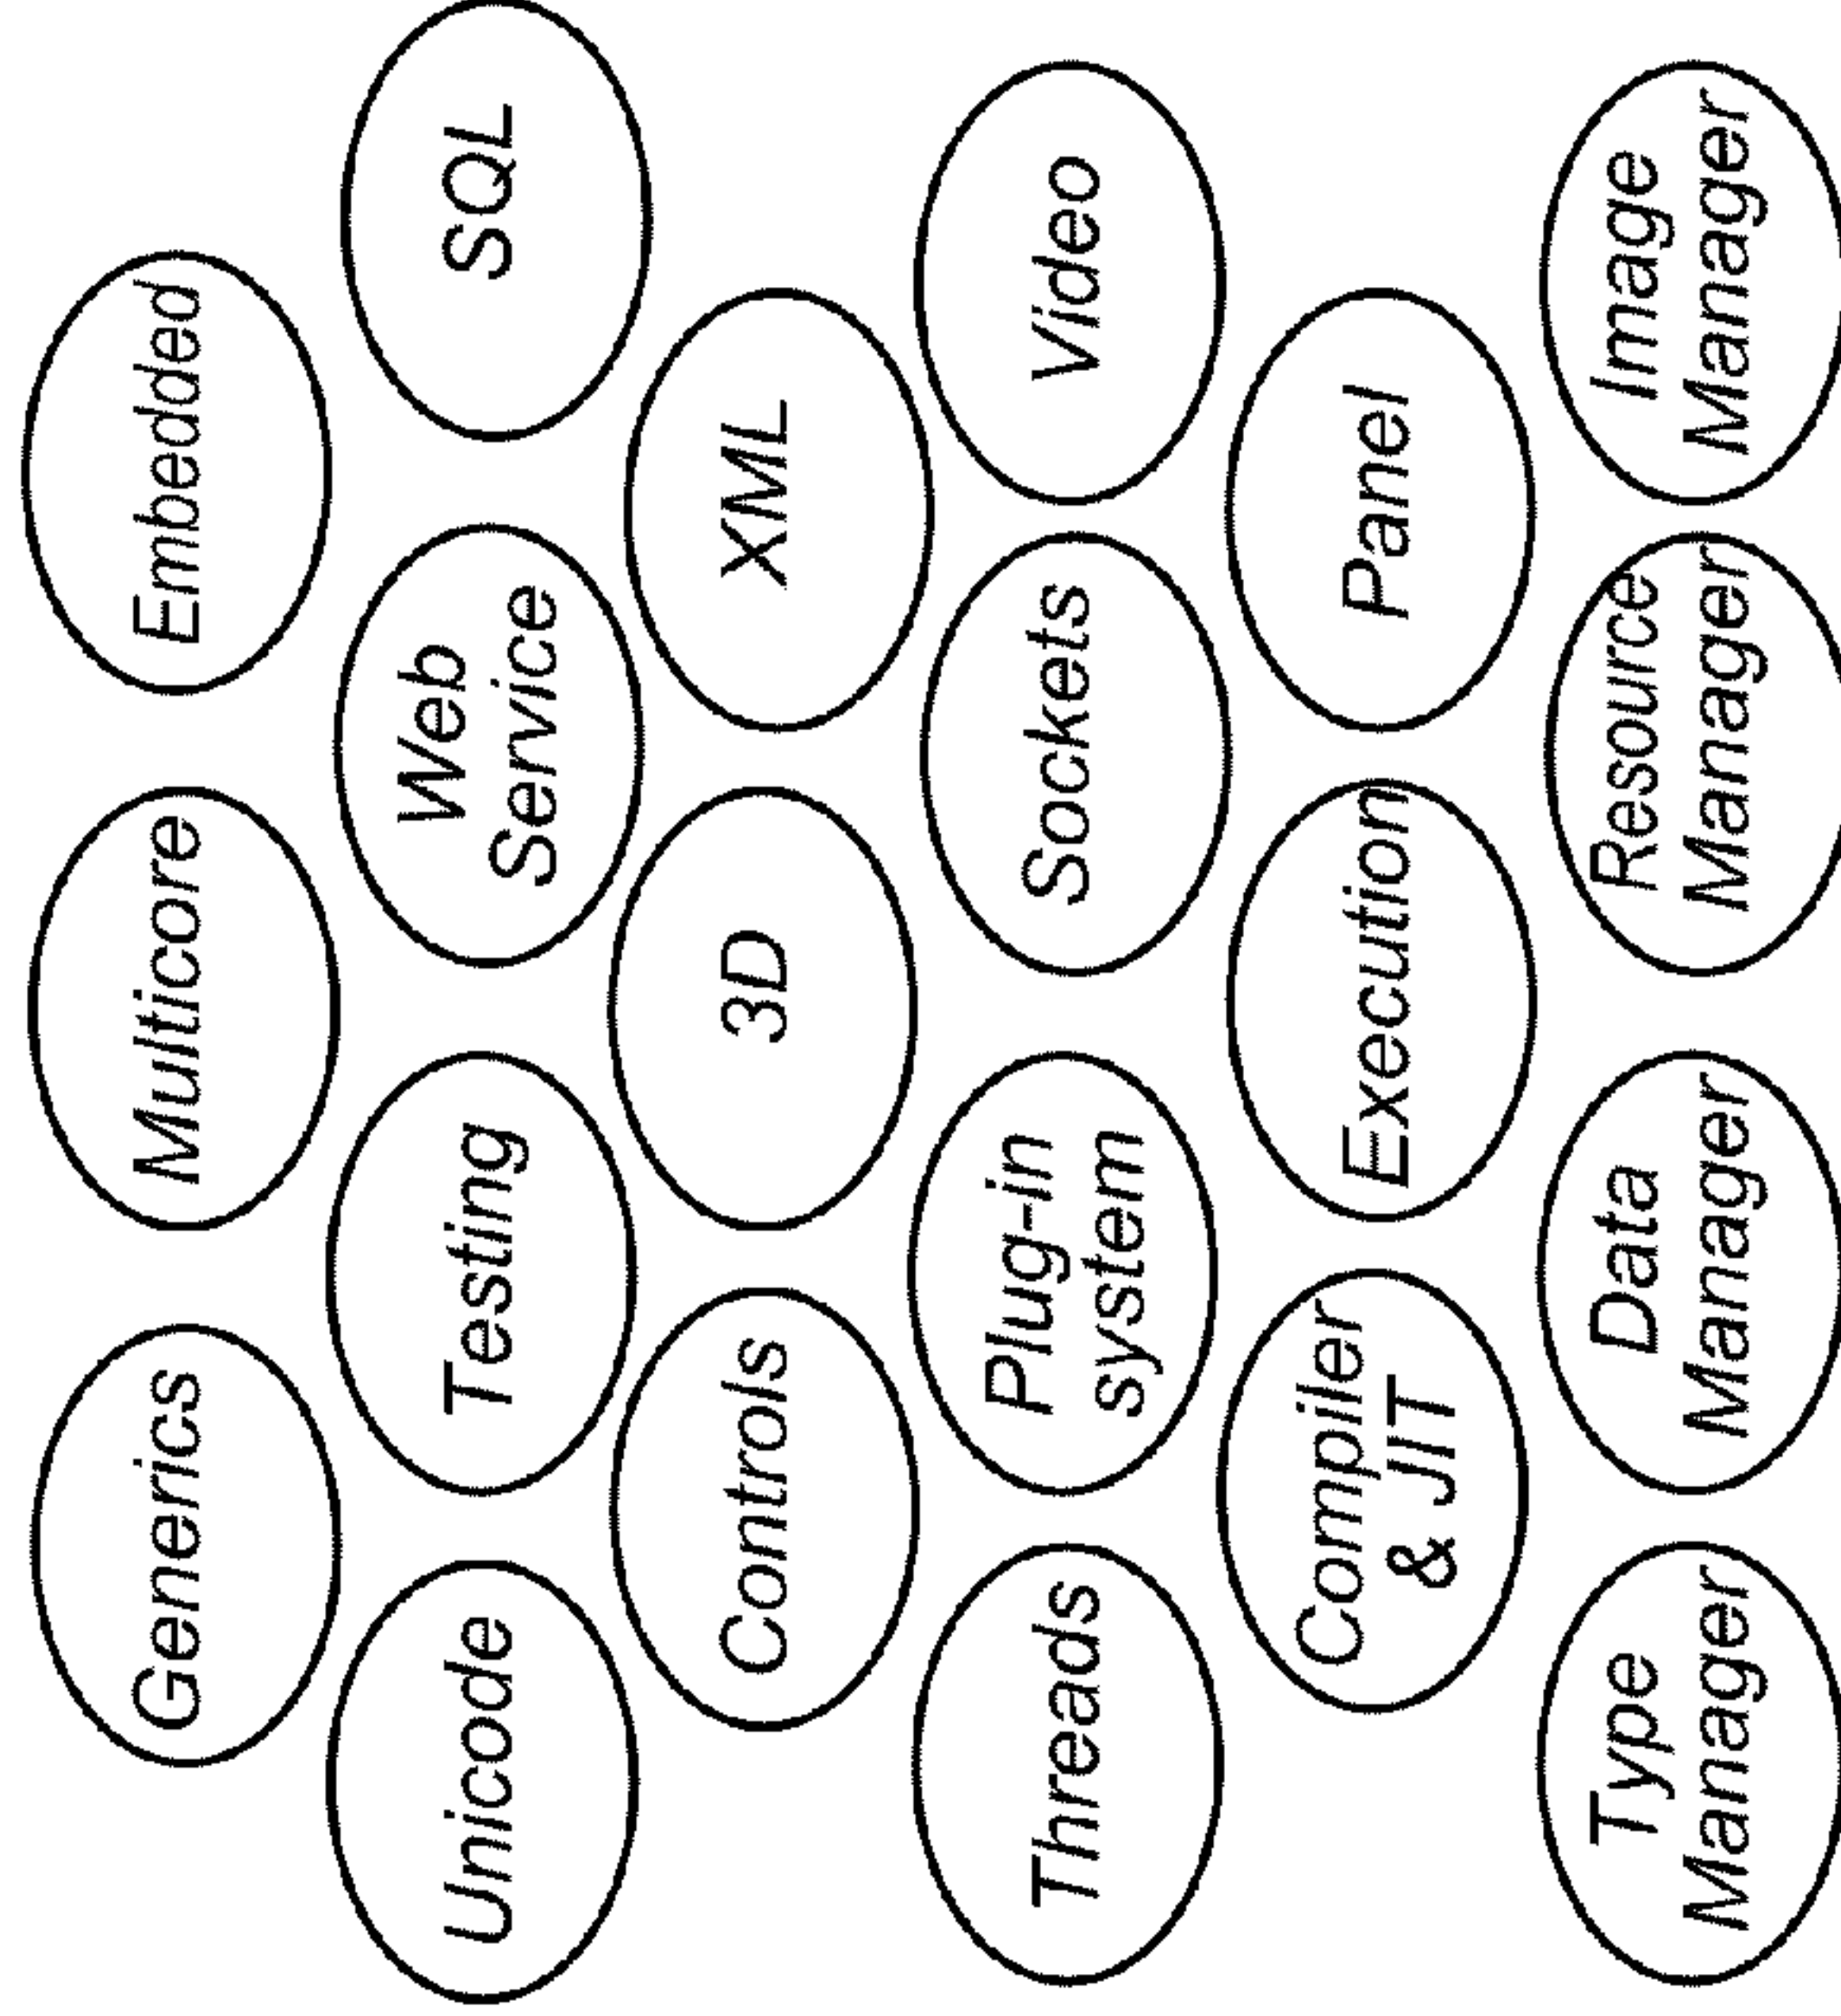 Generics
Multicore
Embedded
Unicode
Testing
Web
Service
SQL
Controls
3D
XML
Threads
Plug-in
system
Sockets
Video
Compiler
& JIT
Execution
Panel
Type
Manager
Data
Manager
Resource
Manager
Image
Manager